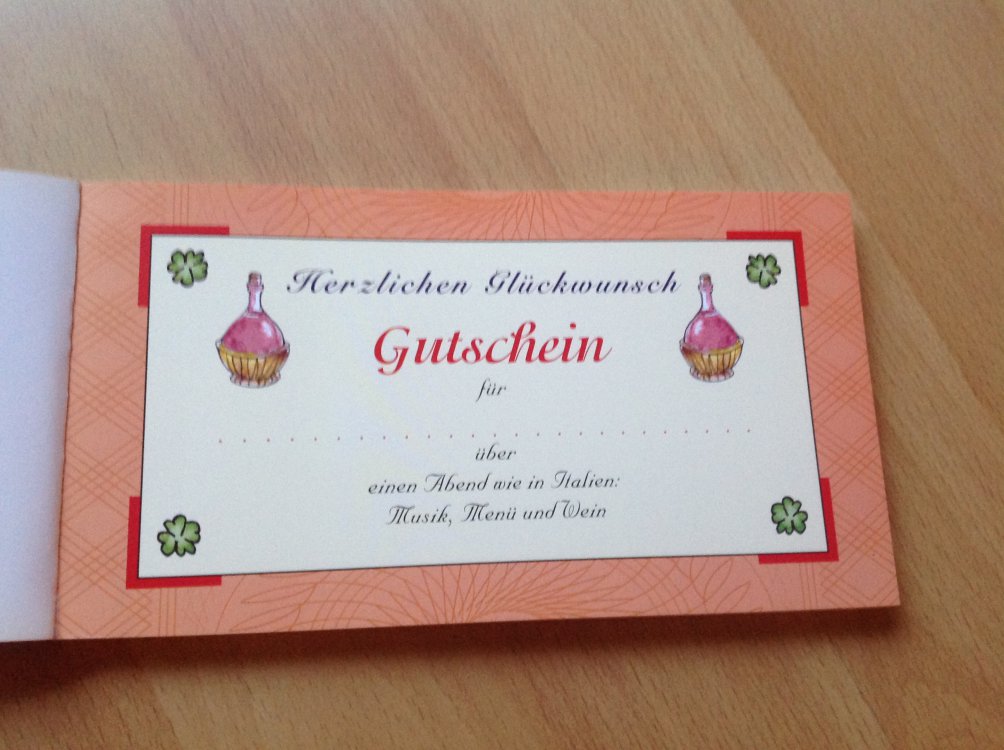 Herzlichen Glückwunsch
Gutschein
für
über
einen Abend wie in Italien:
Musik, Menü und Wein